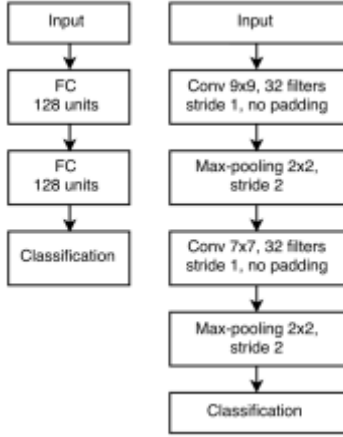 Input
FC
128 units
FC
128 units
Classification
Input
Conv 9x9, 32 filters
stride 1, no padding
Max-pooling 2x2,
stride 2
Conv 7x7, 32 filters
stride 1, no padding
Max-pooling 2x2,
stride 2
Classification